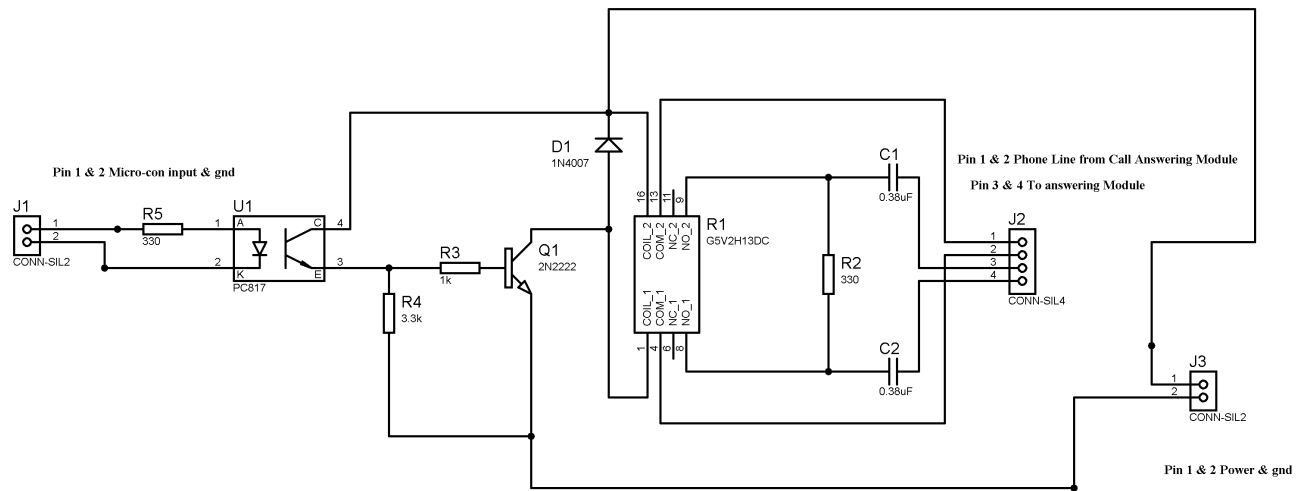 D1
1N4007
C1
0.38uF
Pin 1 & 2 Phone Line from Call Answering Module
Pin 3 & 4 To answering Module
Pin 1 & 2 Micro-con input & gnd
J1
1
2
CONN-SIL2
R5
330
U1
1
2
A
K
C
E
4
3
PC817
R3
1k
R4
3.3k
Q1
2N2222
16
13
11
9
COIL_2
COM_2
NC_2
NO_2
COIL_1
COM_1
NC_1
NO_1
1
4
6
8
R1
G5V2H13DC
R2
330
J2
1
2
3
4
CONN-SIL4
C2
0.38uF
J3
1
2
CONN-SIL2
Pin 1 & 2 Power & gnd